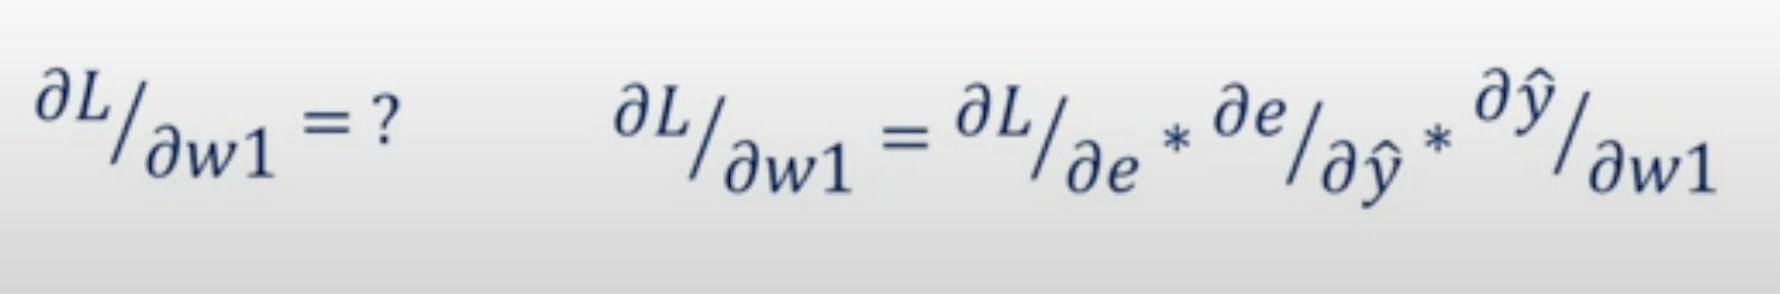 ∂L/∂w1 = ? ∂L/∂w1 = ∂L/∂e * ∂e/∂ŷ * ∂ŷ/∂w1